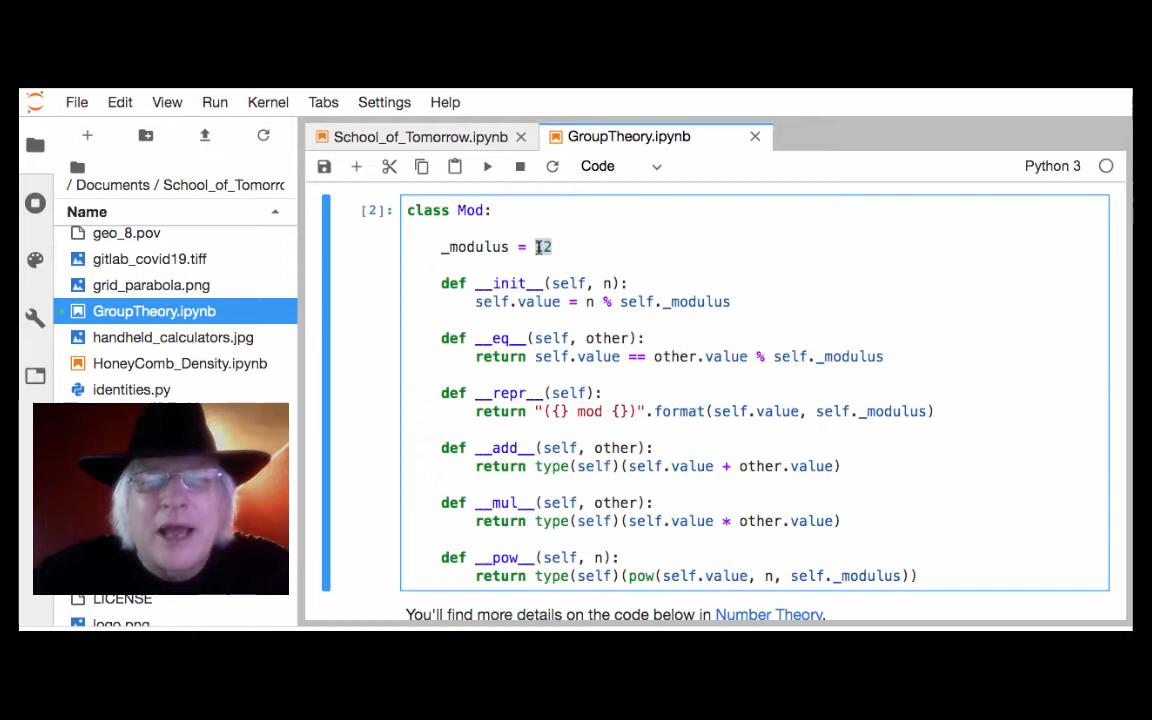 File Edit View Run Kernel Tabs Settings Help
School_of_Tomorrow.ipynb
GroupTheory.ipynb
Code
Python 3
/ Documents / School_of_Tomorro
Name
geo_8.pov
gitlab_covid19.tiff
grid_parabola.png
GroupTheory.ipynb
handheld_calculators.jpg
HoneyComb_Density.ipynb
identities.py
LICENSE
logo.png
[2]:
class Mod:
_modulus = 12
def __init__(self, n):
self.value = n % self._modulus
def __eq__(self, other):
return self.value == other.value % self._modulus
def __repr__(self):
return "({} mod {})".format(self.value, self._modulus)
def __add__(self, other):
return type(self)(self.value + other.value)
def __mul__(self, other):
return type(self)(self.value * other.value)
def __pow__(self, n):
return type(self)(pow(self.value, n, self._modulus))
You'll find more details on the code below in Number Theory.